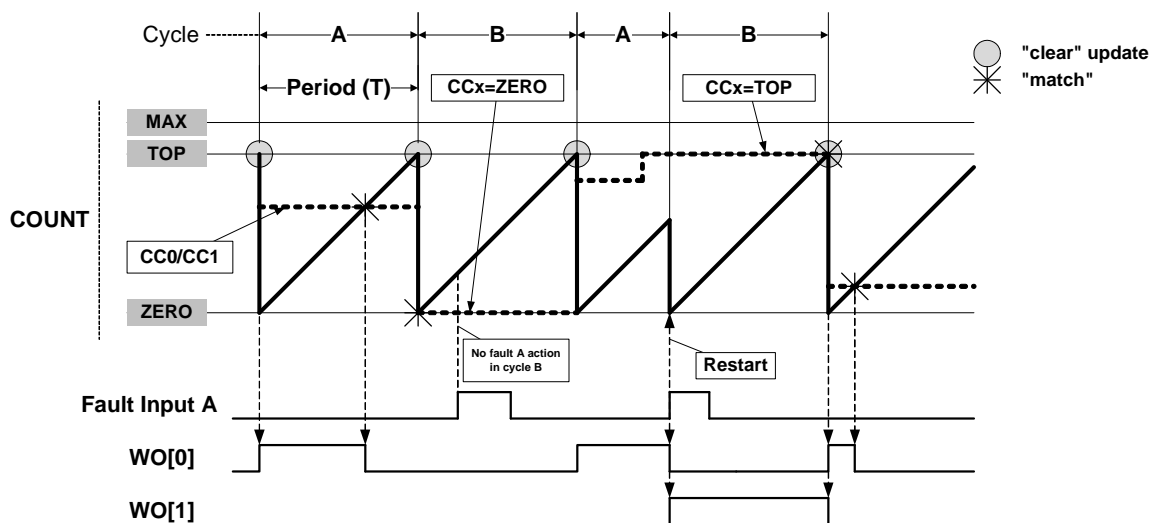 Cycle
A
B
A
B
"clear" update
"match"
Period (T)
CCx=ZERO
CCx=TOP
MAX
TOP
COUNT
CC0/CC1
ZERO
No fault A action
in cycle B
Restart
Fault Input A
WO[0]
WO[1]